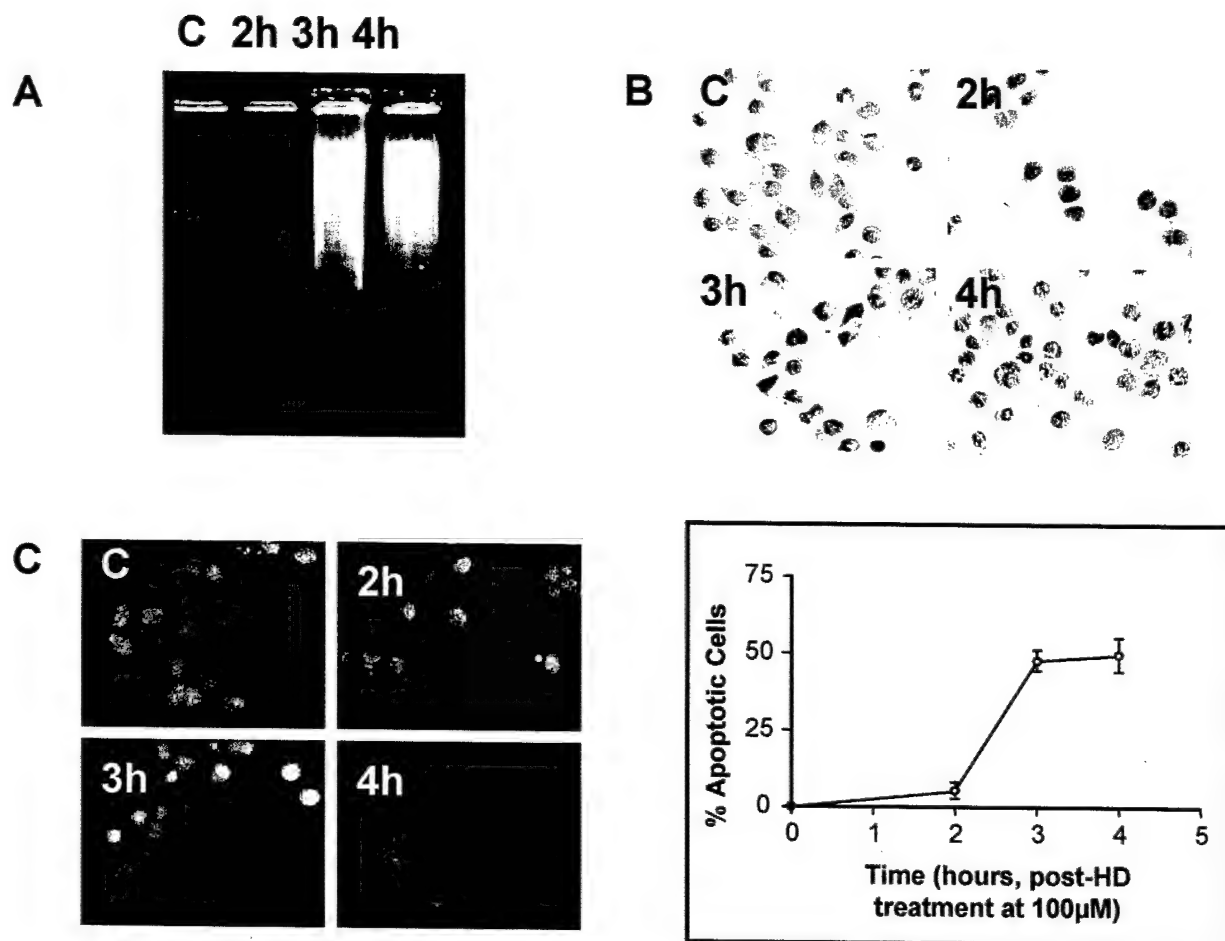 C 2h 3h 4h
A
B
C
2h
3h
4h
C
C
2h
3h
4h
% Apoptotic Cells
75
50
25
0
0 1 2 3 4 5
Time (hours, post-HD
treatment at 100µM)